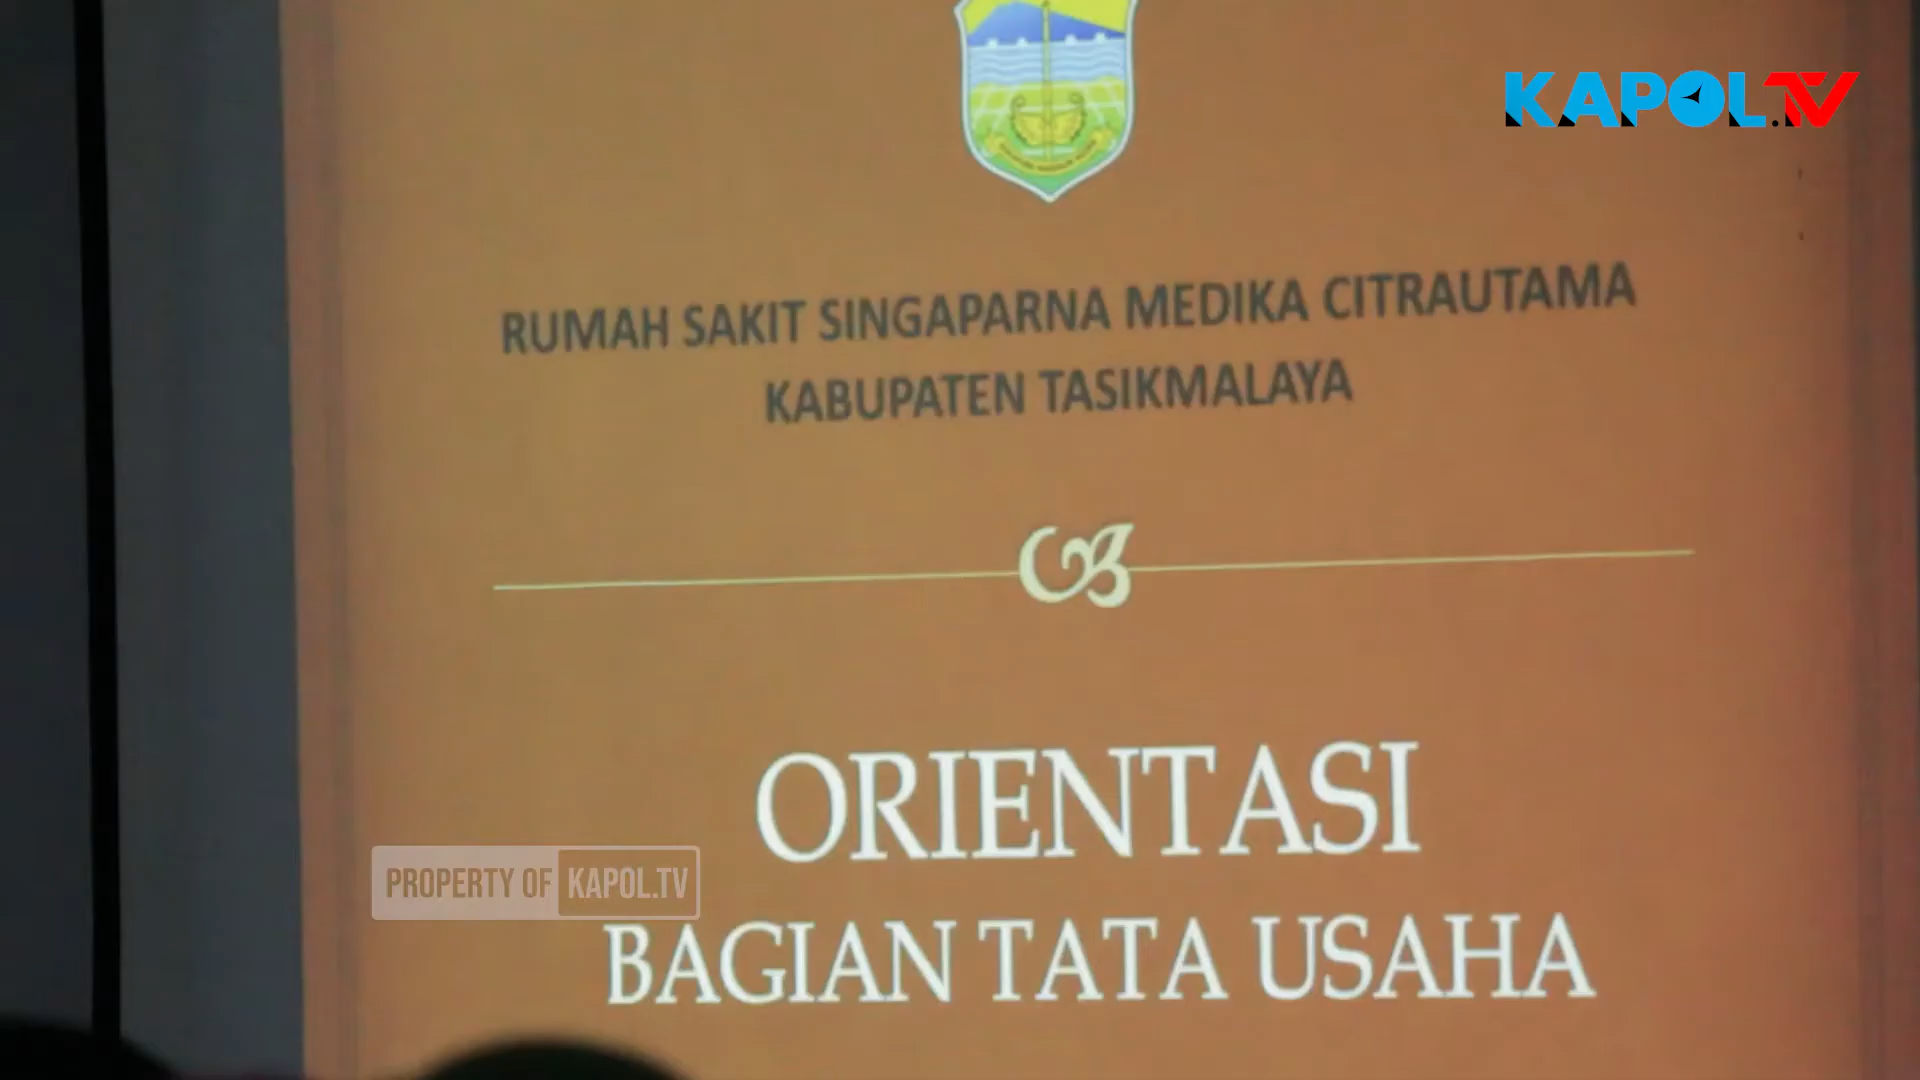 KAPOL.TV
RUMAH SAKIT SINGAPARNA MEDIKA CITRAUTAMA
KABUPATEN TASIKMALAYA
ORIENTASI
PROPERTY OF KAPOL.TV
BAGIAN TATA USAHA